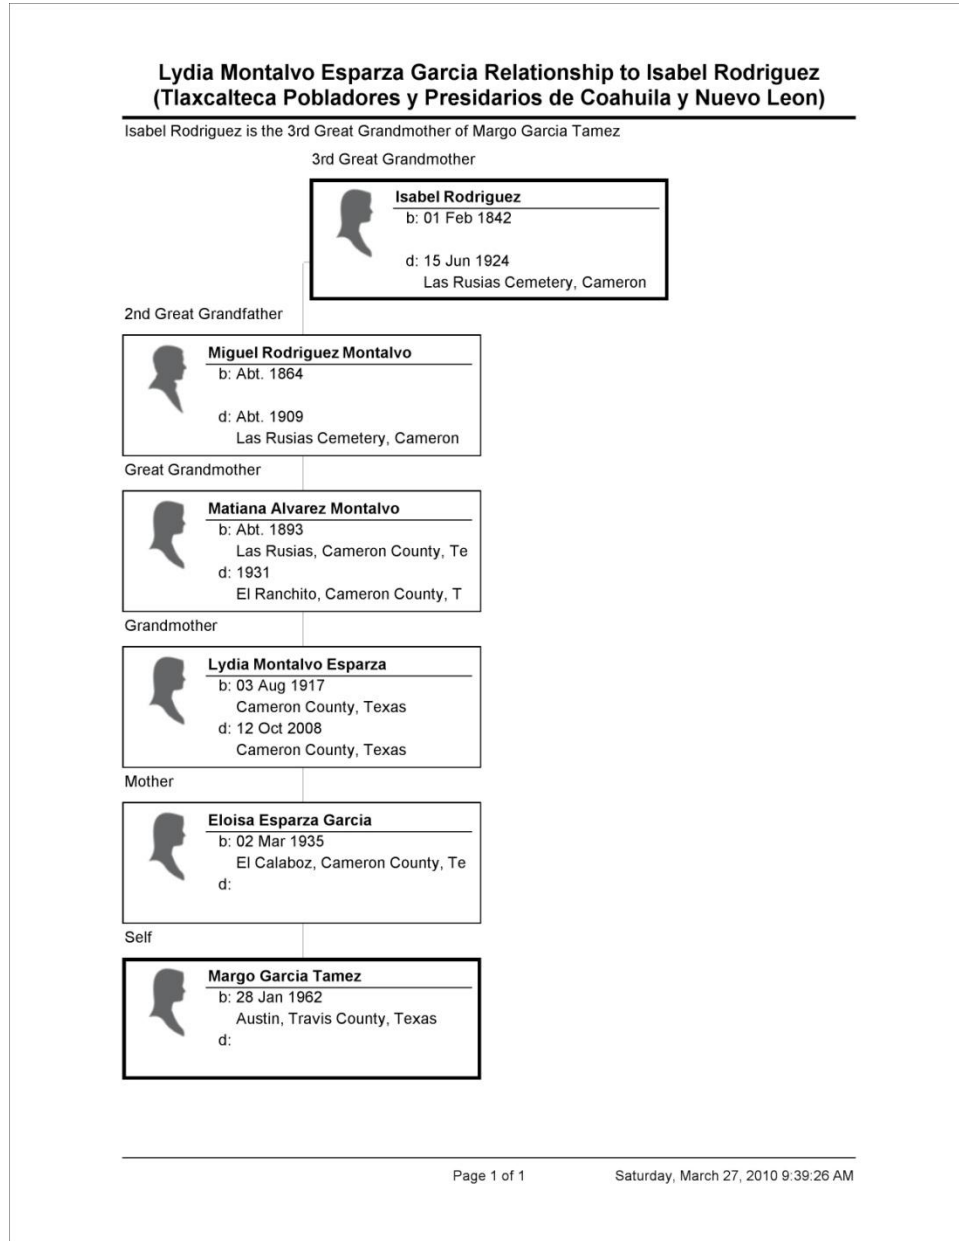 Lydia Montalvo Esparza Garcia Relationship to Isabel Rodriguez
(Tlaxcalteca Pobladores y Presidarios de Coahuila y Nuevo Leon)
Isabel Rodriguez is the 3rd Great Grandmother of Margo Garcia Tamez
3rd Great Grandmother
Isabel Rodriguez
b: 01 Feb 1842
d: 15 Jun 1924
Las Rusias Cemetery, Cameron
2nd Great Grandfather
Miguel Rodriguez Montalvo
b: Abt. 1864
d: Abt. 1909
Las Rusias Cemetery, Cameron
Great Grandmother
Matiana Alvarez Montalvo
b: Abt. 1893
Las Rusias, Cameron County, Te
d: 1931
El Ranchito, Cameron County, T
Grandmother
Lydia Montalvo Esparza
b: 03 Aug 1917
Cameron County, Texas
d: 12 Oct 2008
Cameron County, Texas
Mother
Eloisa Esparza Garcia
b: 02 Mar 1935
El Calaboz, Cameron County, Te
d:
Self
Margo Garcia Tamez
b: 28 Jan 1962
Austin, Travis County, Texas
d:
Page 1 of 1 Saturday, March 27, 2010 9:39:26 AM